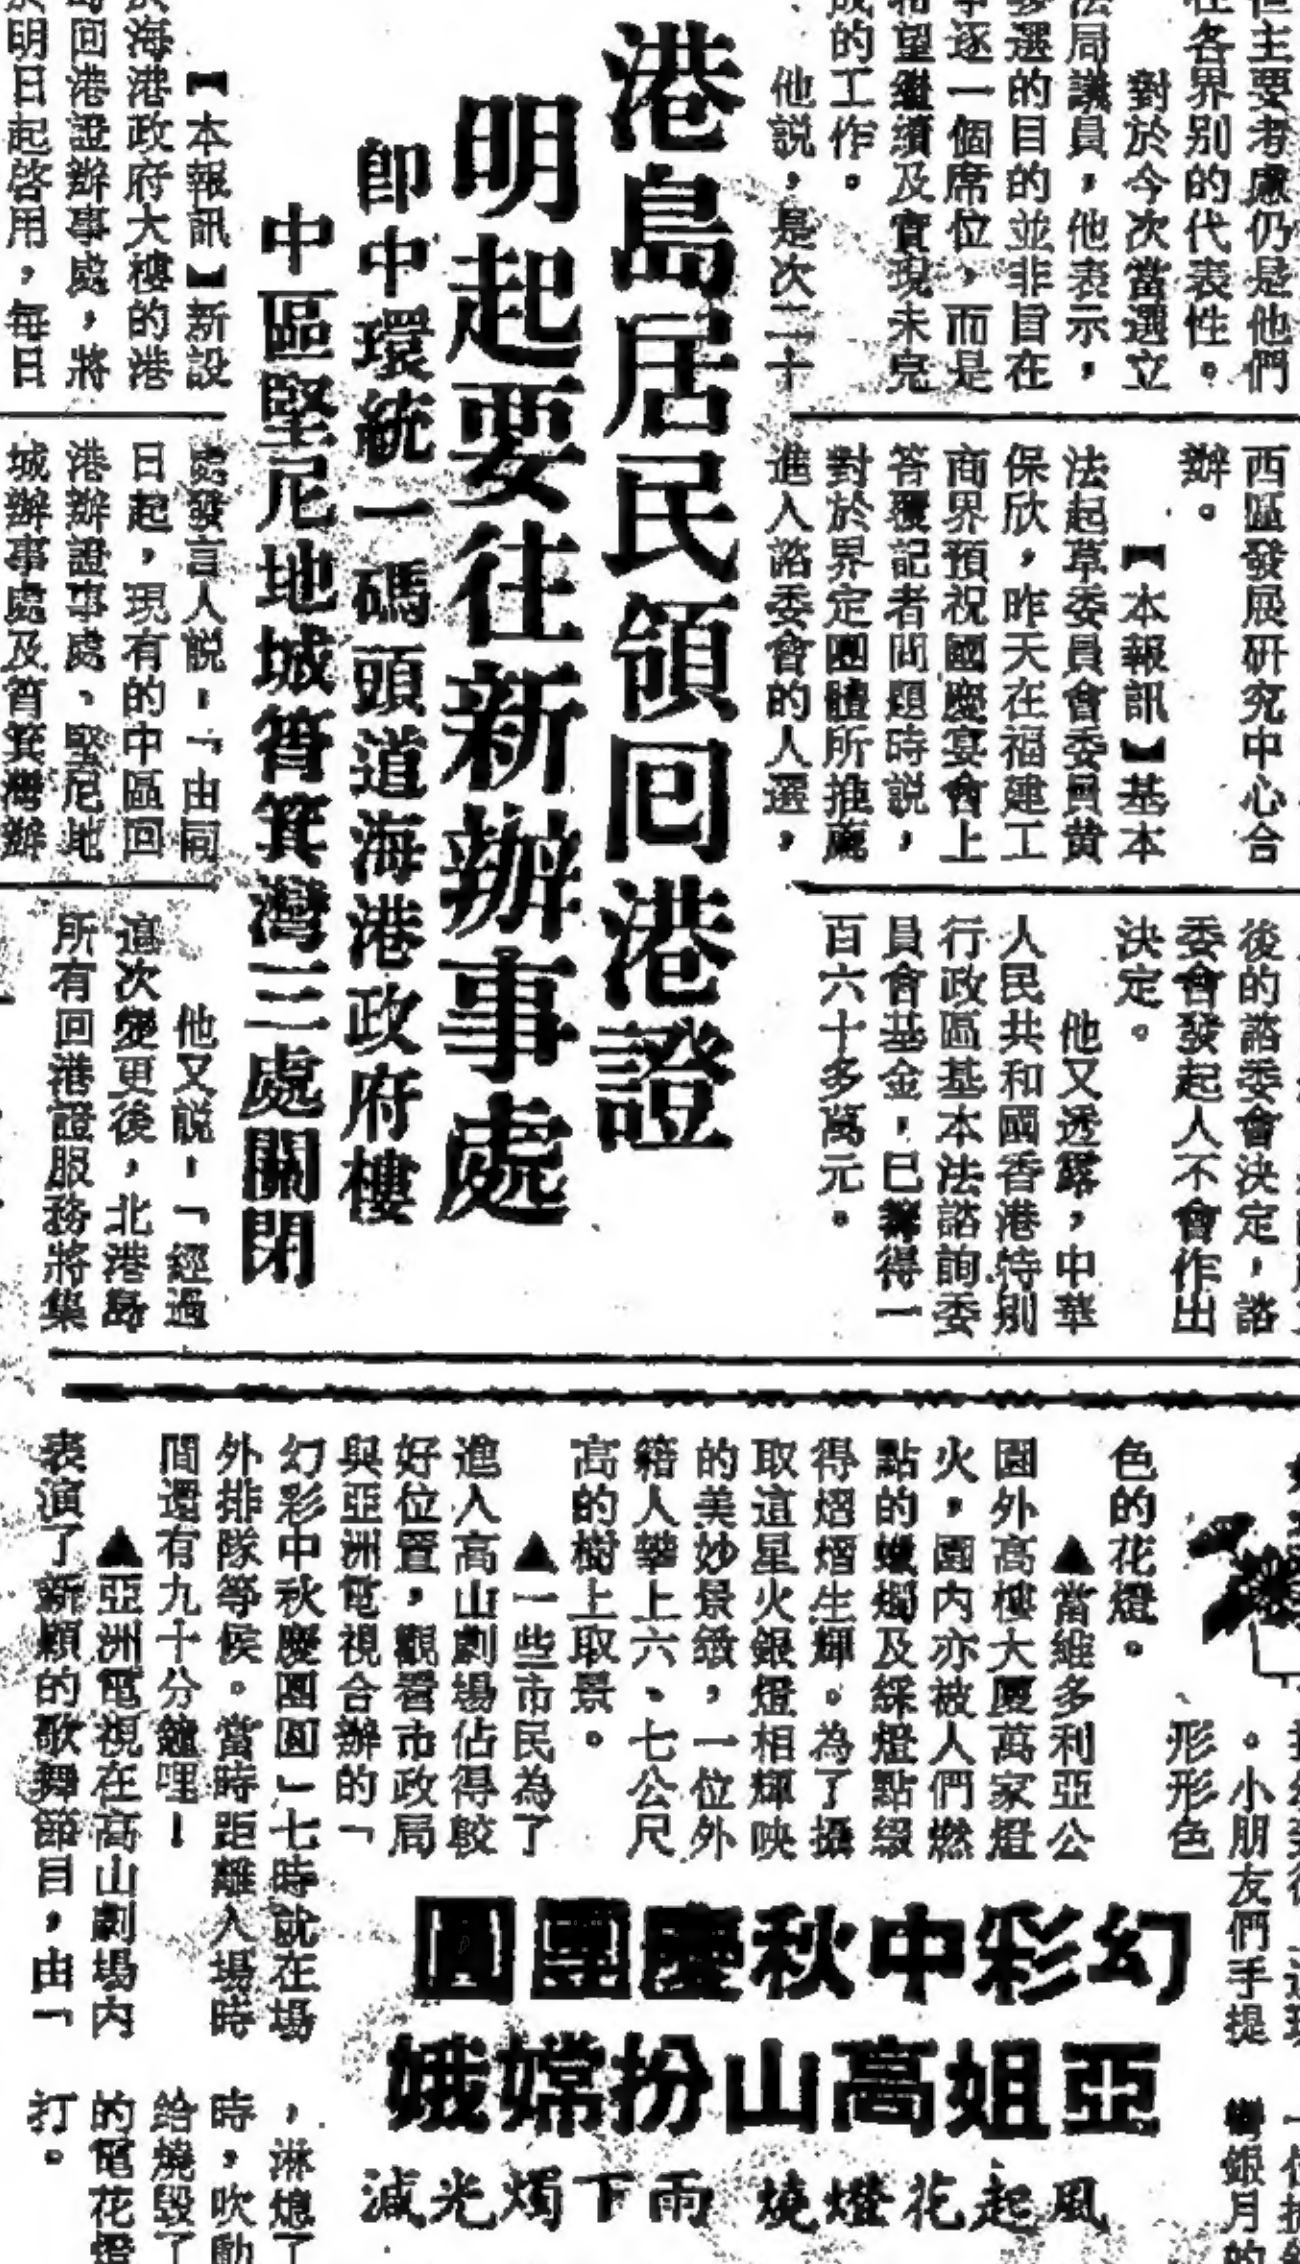 但主要考慮仍是他們
在各界別的代表性。
對於今次當選立
法局議員，他表示，
參選的目的並非旨在
爭逐一個席位，而是
希望繼續及實現未完
成的工作。
他說，是次二十
西區發展研究中心合
辦。
【本報訊】基本
法起草委員會委員黃
保欣，昨天在福建工
商界預祝國慶宴會上
答覆記者問題時說，
對於界定團體所推薦
進入諮委會的人選，
後的諮委會決定，諮
委會發起人不會作出
決定。
他又透露，中華
人民共和國香港特別
行政區基本法諮詢委
員會基金，已籌得一
百六十多萬元。
港島居民領回港證
明起要往新辦事處
即中環統一碼頭道海港政府樓
中區堅尼地城筲箕灣三處關閉
【本報訊】新設
於海港政府大樓的港
島回港證辦事處，將
於明日起啓用，每日
處發言人說，「由同
日起，現有的中區回
港辦證事處、堅尼地
城辦事處及筲箕灣辦
他又說，「經過
這次變更後，北港島
所有回港證服務將集
。小朋友們手提
形形色
色的花燈。
▲當維多利亞公
園外高樓大廈萬家燈
火，園內亦被人們燃
點的蠟燭及綵燈點綴
得熠熠生輝。為了攝
取這星火銀燈相輝映
的美妙景緻，一位外
籍人攀上六、七公尺
高的樹上取景。
▲一些市民為了
進入高山劇場佔得較
好位置，觀看市政局
與亞洲電視合辦的「
幻彩中秋慶團圓」七時就在場
外排隊等候。當時距離入場時
間還有九十分鐘哩！
▲亞洲電視在高山劇場內
表演了新穎的歌舞節目，由「
幻彩中秋慶團圓
亞姐高山扮嫦娥
風起花燈燒 雨下燭光滅
，淋熄了
時，吹動
給燒毀了
的電花燈
打。
銀月的